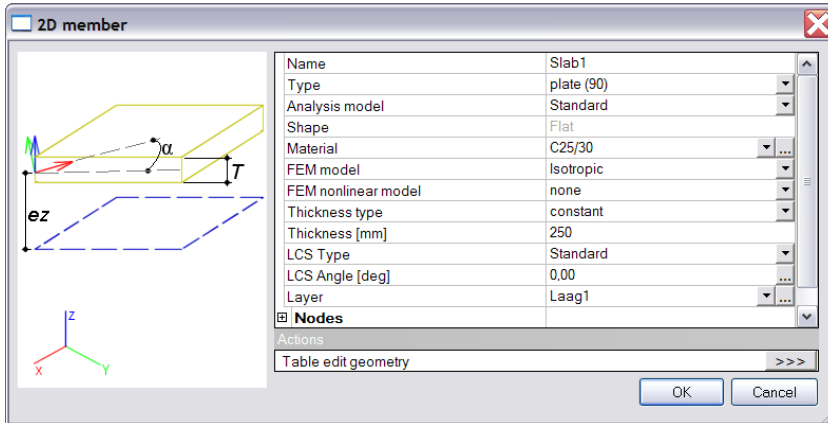 2D member
Name Slab1
Type plate (90)
Analysis model Standard
Shape Flat
Material C25/30 ...
FEM model Isotropic
FEM nonlinear model none
Thickness type constant
Thickness [mm] 250
LCS Type Standard
LCS Angle [deg] 0,00 ...
Layer Laag1 ...
Nodes
Actions
Table edit geometry >>>
OK Cancel
α
T
ez
Z
X Y